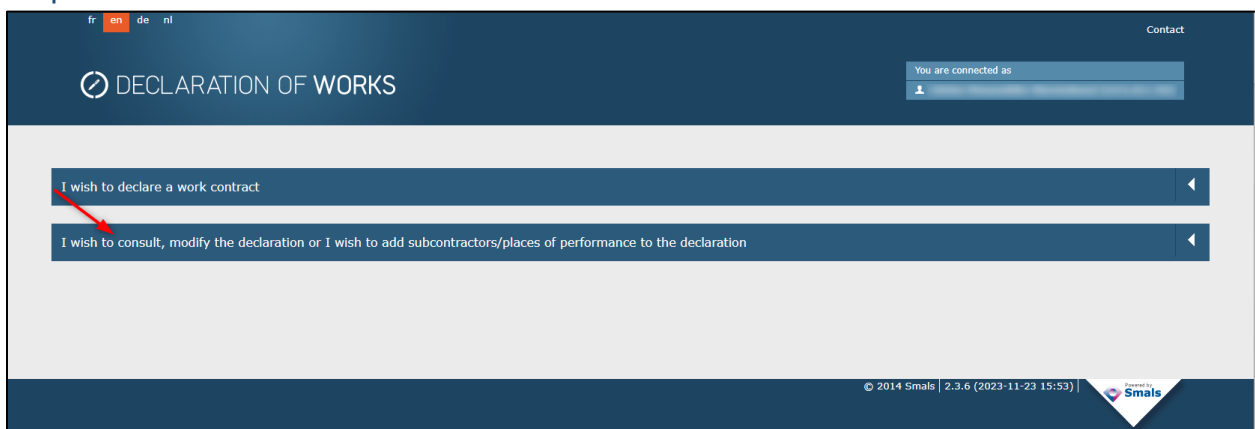 fr en de nl
Contact
DECLARATION OF WORKS
You are connected as
I wish to declare a work contract
I wish to consult, modify the declaration or I wish to add subcontractors/places of performance to the declaration
© 2014 Smals | 2.3.6 (2023-11-23 15:53) |
Powered by
Smals